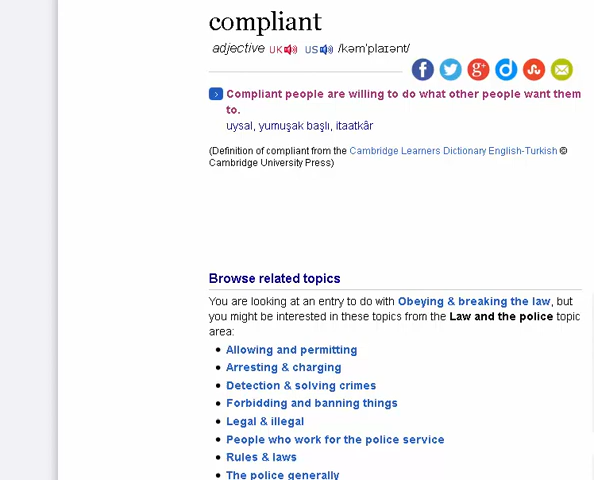 compliant
adjective UK US /kəmˈplaɪənt/
f g+ d
Compliant people are willing to do what other people want them
to.
uysal, yumuşak başlı, itaatkâr
(Definition of compliant from the Cambridge Learners Dictionary English-Turkish ©
Cambridge University Press)
Browse related topics
You are looking at an entry to do with Obeying & breaking the law, but
you might be interested in these topics from the Law and the police topic
area:
• Allowing and permitting
• Arresting & charging
• Detection & solving crimes
• Forbidding and banning things
• Legal & illegal
• People who work for the police service
• Rules & laws
• The police generally